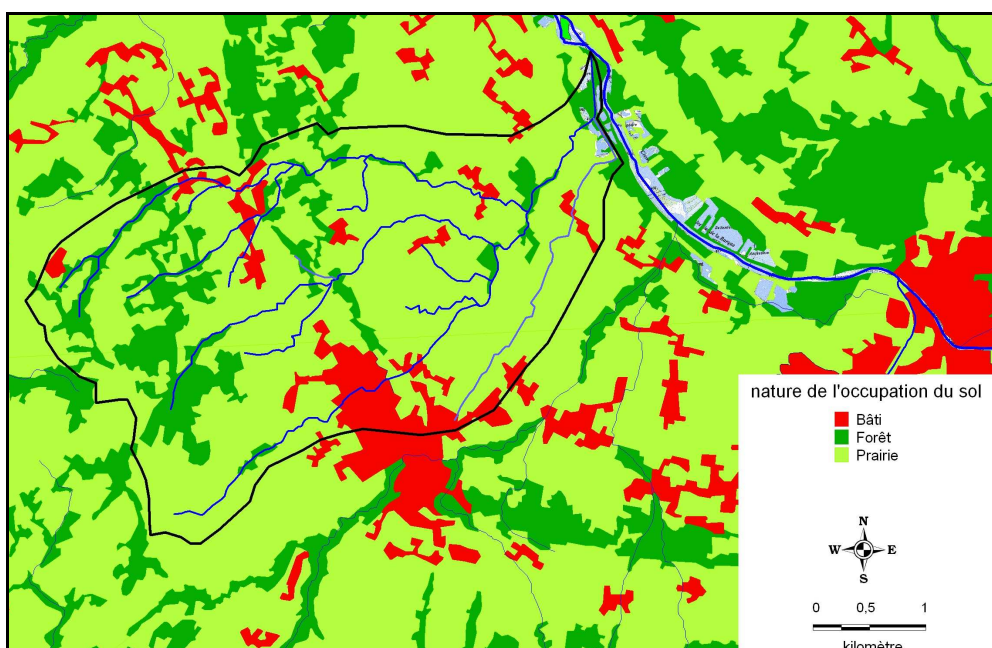 nature de l'occupation du sol
Bâti
Forêt
Prairie
N
W E
S
0 0,5 1
kilomètre